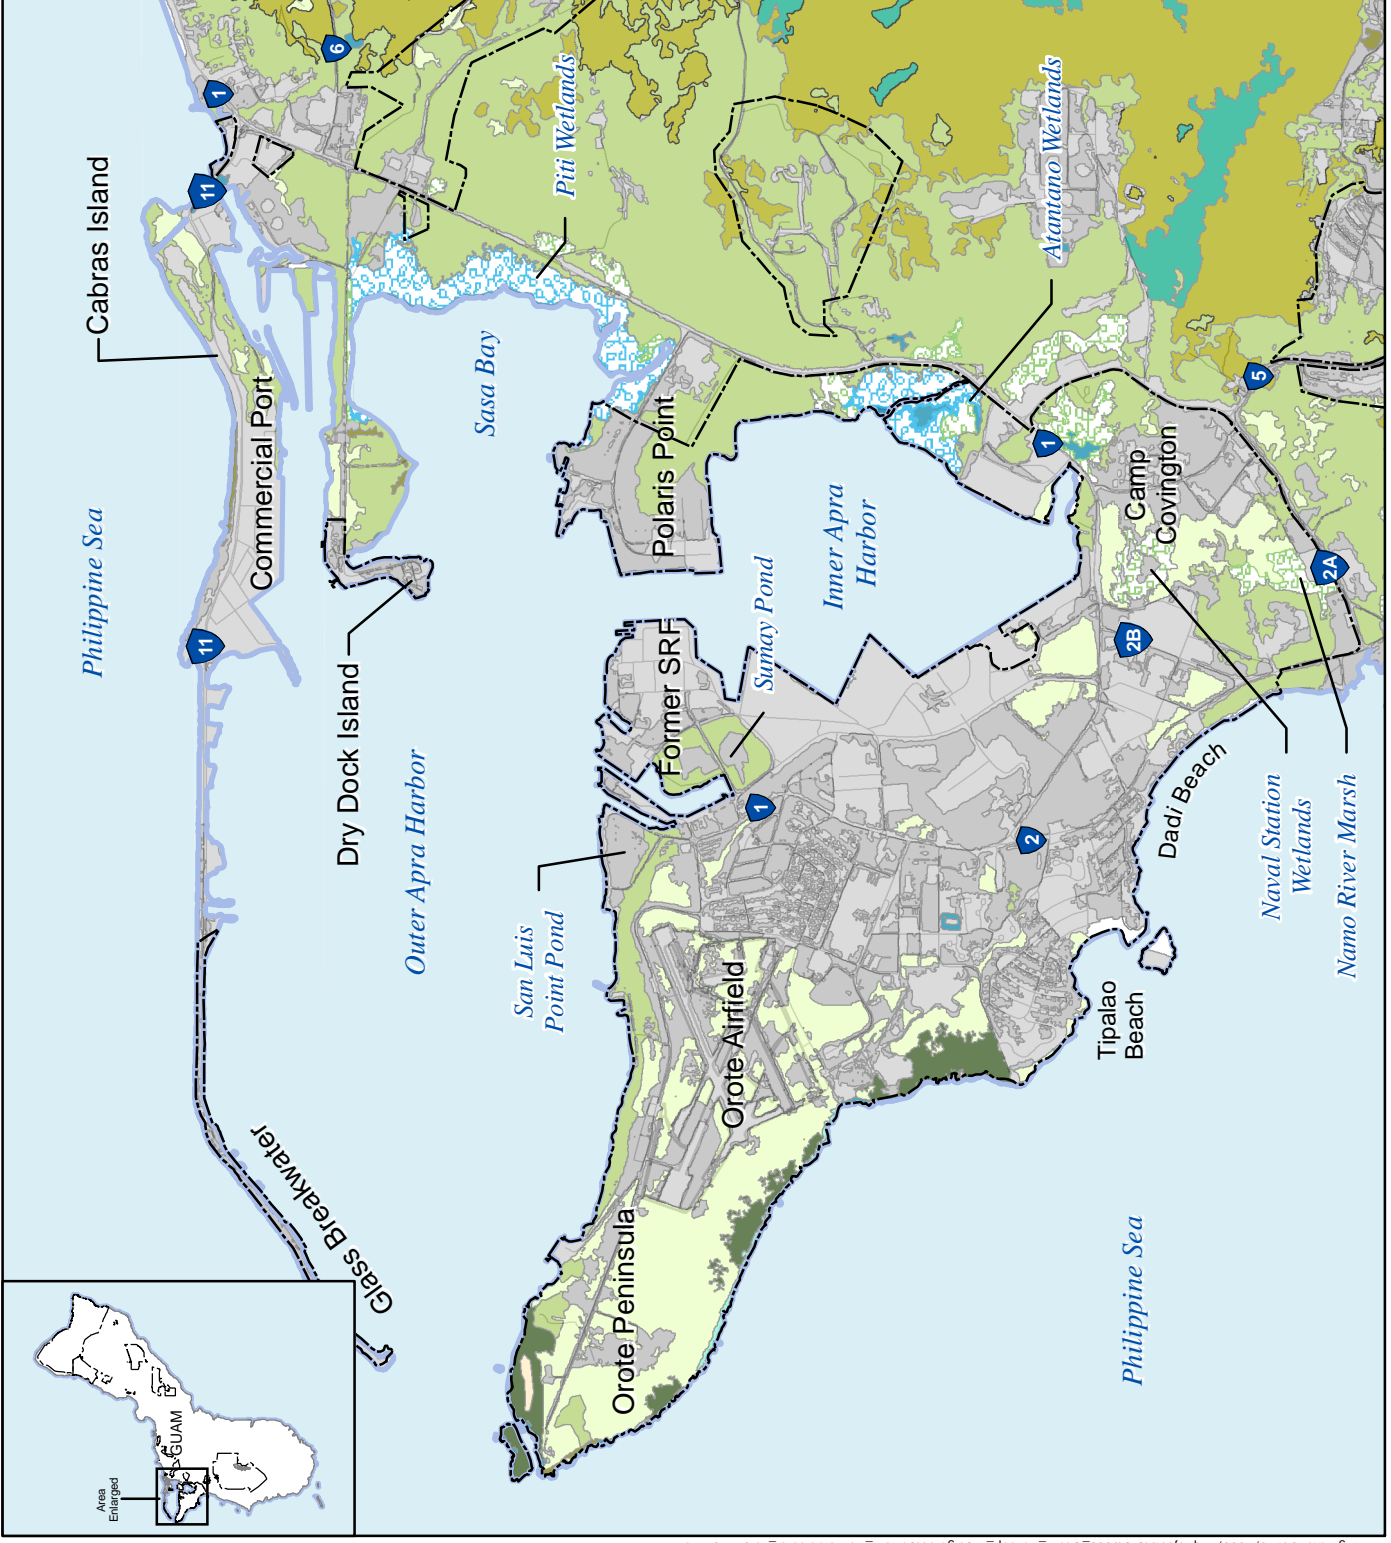 Philippine Sea
Glass Breakwater
11
Commercial Port
Cabras Island
11
1
6
Dry Dock Island
Outer Apra Harbor
Sasa Bay
Piti Wetlands
San Luis
Point Pond
Former SRF
Polaris Point
Orote Peninsula
Orote Airfield
1
Sumay Pond
Inner Apra
Harbor
Atantano Wetlands
2
1
Camp
Covington
2B
Tipalao
Beach
Dadi Beach
5
2A
Philippine Sea
Naval Station
Wetlands
Namo River Marsh
Area
Enlarged
GUAM